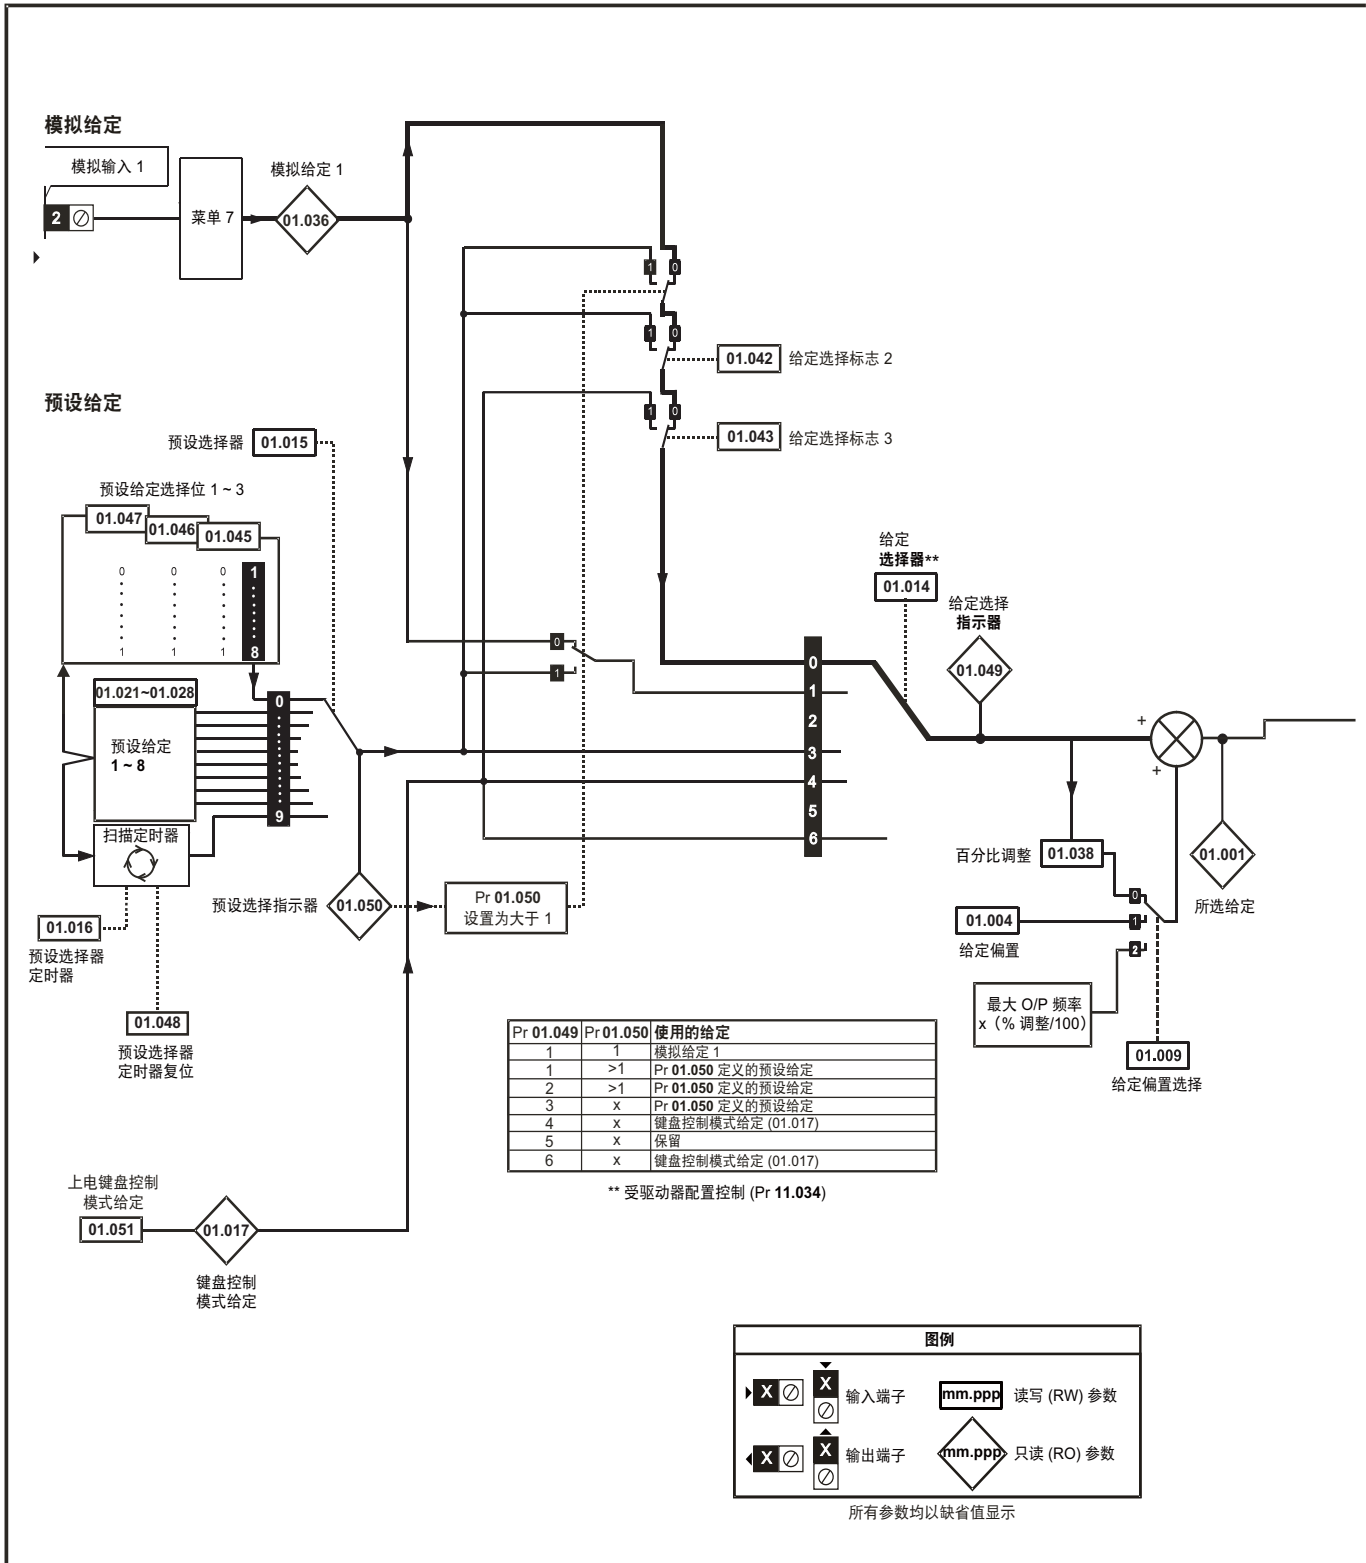 模拟给定
模拟输入 1
2
菜单 7
模拟给定 1
01.036
1
0
1
0
01.042
给定选择标志 2
1
0
01.043
给定选择标志 3
预设给定
预设选择器
01.015
预设给定选择位 1 ~ 3
01.047
01.046
01.045
0 0 0 1
1 1 1 8
01.021~01.028
预设给定
1 ~ 8
0
9
扫描定时器
01.016
预设选择器
定时器
01.048
预设选择器
定时器复位
预设选择指示器
01.050
Pr 01.050
设置为大于 1
0
1
0
1
2
3
4
5
6
给定
选择器**
01.014
给定选择
指示器
01.049
+
+
01.001
所选给定
百分比调整
01.038
01.004
给定偏置
0
1
2
最大 O/P 频率
x（% 调整/100）
01.009
给定偏置选择
Pr 01.049 Pr 01.050 使用的给定
1 1 模拟给定 1
1 >1 Pr 01.050 定义的预设给定
2 >1 Pr 01.050 定义的预设给定
3 x Pr 01.050 定义的预设给定
4 x 键盘控制模式给定 (01.017)
5 x 保留
6 x 键盘控制模式给定 (01.017)
** 受驱动器配置控制 (Pr 11.034)
上电键盘控制
模式给定
01.051
01.017
键盘控制
模式给定
图例
X
X
输入端子
mm.ppp
读写 (RW) 参数
X
X
输出端子
mm.ppp
只读 (RO) 参数
所有参数均以缺省值显示